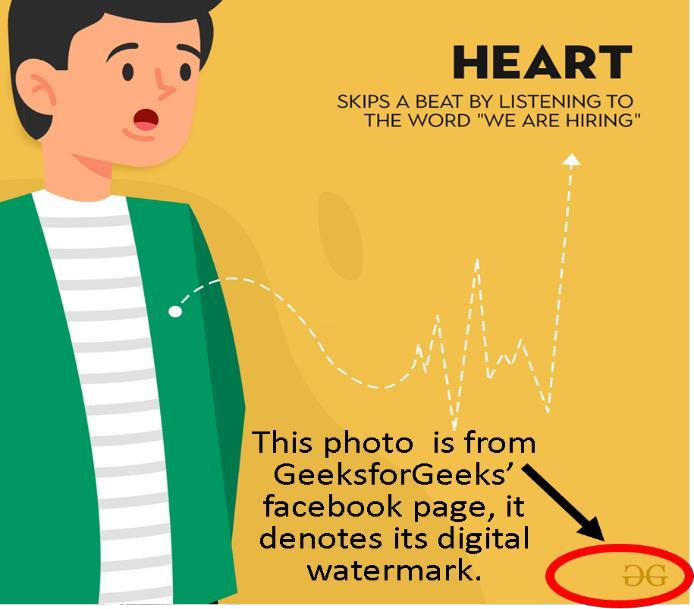 HEART
SKIPS A BEAT BY LISTENING TO
THE WORD "WE ARE HIRING"
This photo is from
GeeksforGeeks’
facebook page, it
denotes its digital
watermark.
GG